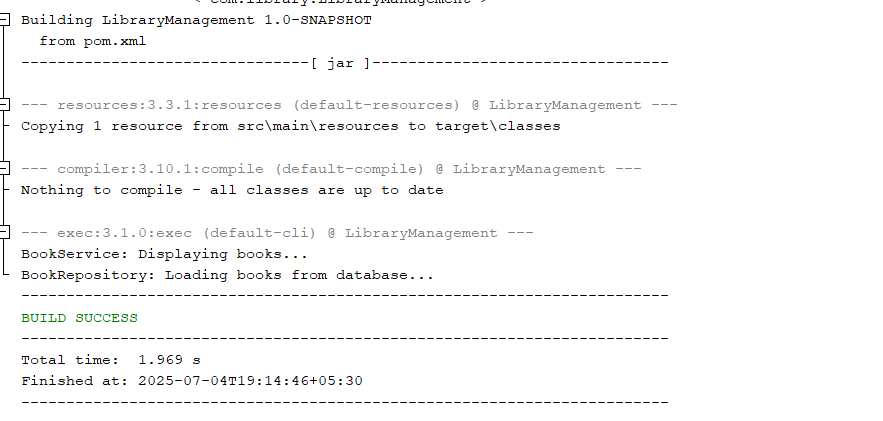 < com.library:LibraryManagement >
Building LibraryManagement 1.0-SNAPSHOT
  from pom.xml
--------------------------------[ jar ]---------------------------------

--- resources:3.3.1:resources (default-resources) @ LibraryManagement ---
Copying 1 resource from src\main\resources to target\classes

--- compiler:3.10.1:compile (default-compile) @ LibraryManagement ---
Nothing to compile - all classes are up to date

--- exec:3.1.0:exec (default-cli) @ LibraryManagement ---
BookService: Displaying books...
BookRepository: Loading books from database...
------------------------------------------------------------------------
BUILD SUCCESS
------------------------------------------------------------------------
Total time:  1.969 s
Finished at: 2025-07-04T19:14:46+05:30
------------------------------------------------------------------------